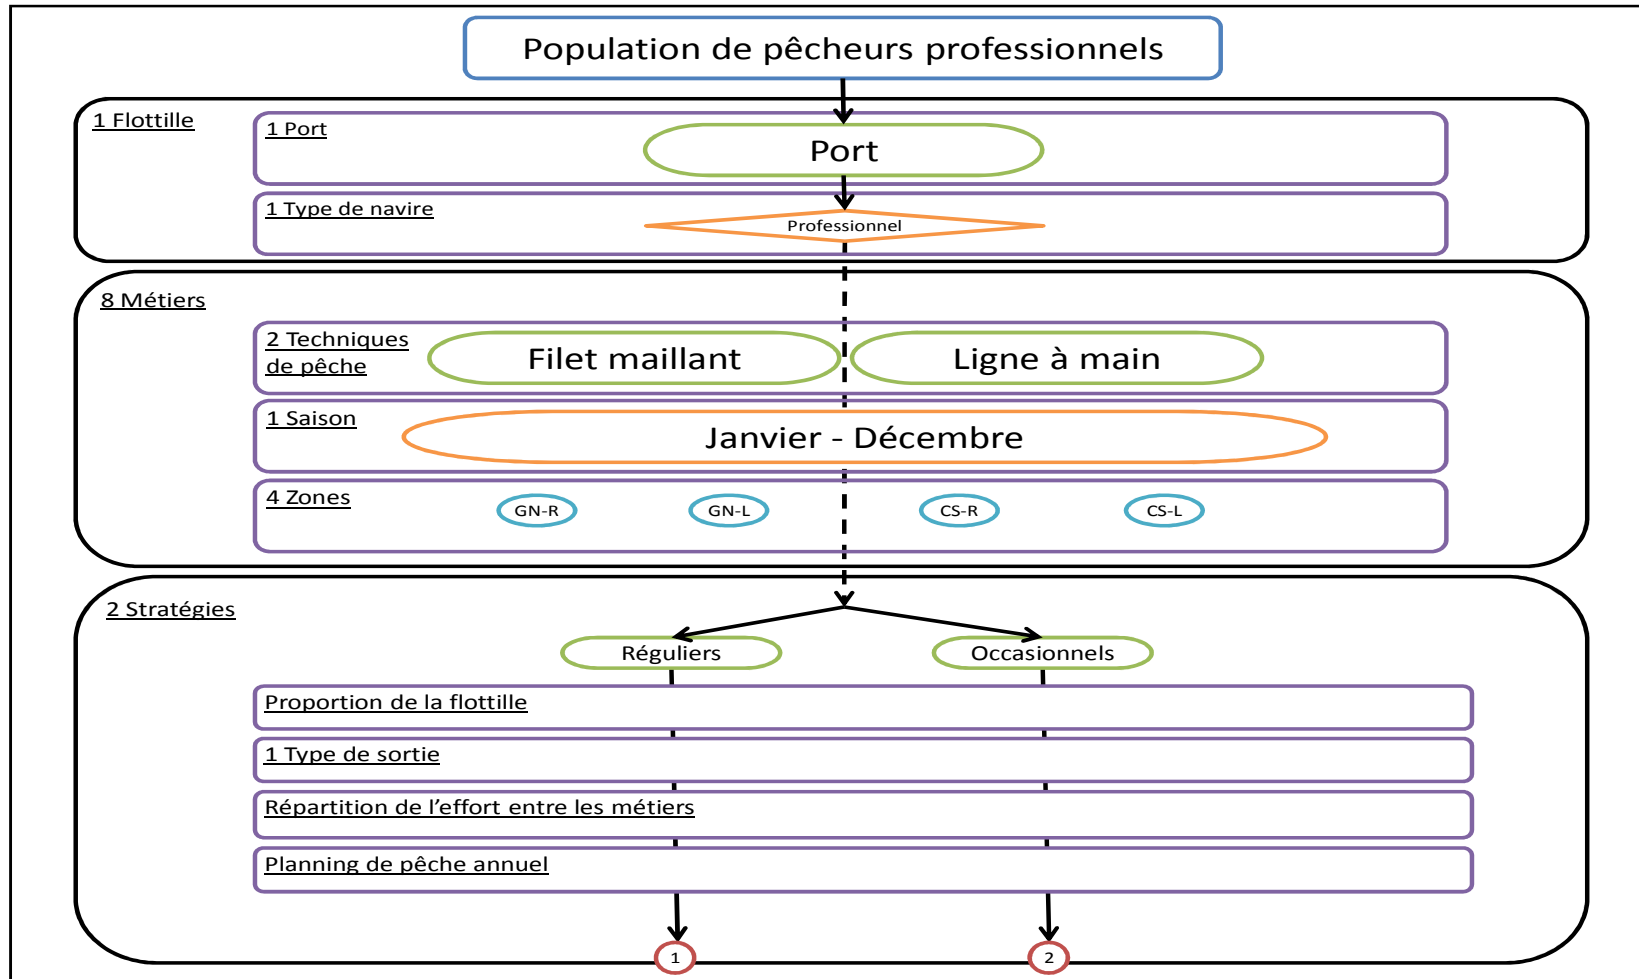 Population de pêcheurs professionnels
1 Flottille
1 Port
Port
1 Type de navire
Professionnel
8 Métiers
2 Techniques
de pêche
Filet maillant
Ligne à main
1 Saison
Janvier - Décembre
4 Zones
GN-R
GN-L
CS-R
CS-L
2 Stratégies
Réguliers
Occasionnels
Proportion de la flottille
1 Type de sortie
Répartition de l’effort entre les métiers
Planning de pêche annuel
1
2